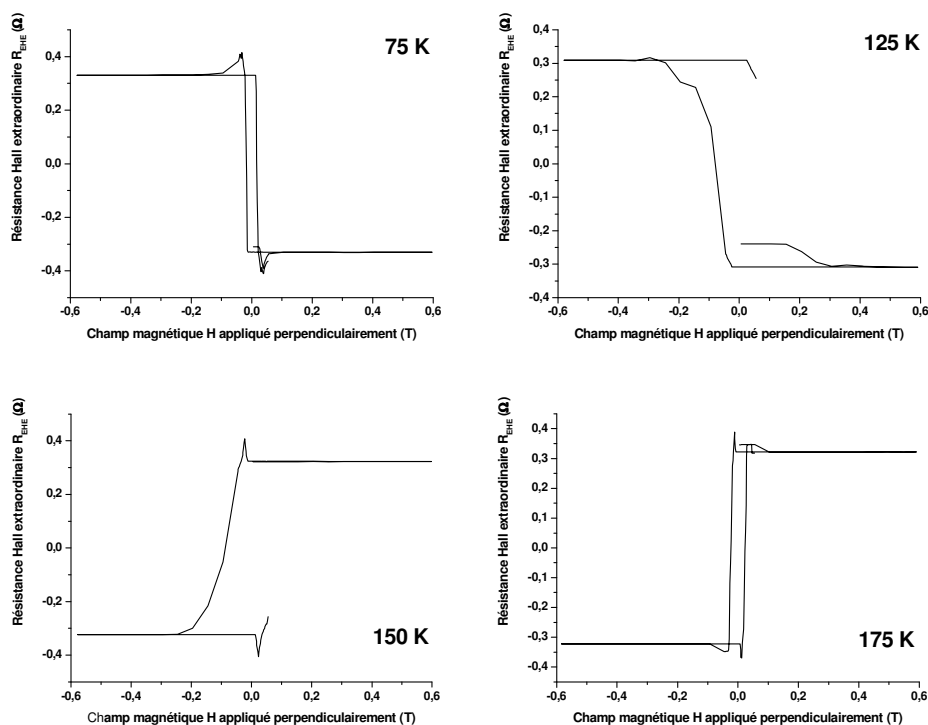 Résistance Hall extraordinaire R_EHE (Ω)
75 K
0,4
0,2
0,0
-0,2
-0,4
-0,6 -0,4 -0,2 0,0 0,2 0,4 0,6
Champ magnétique H appliqué perpendiculairement (T)
Résistance Hall extraordinaire R_EHE (Ω)
125 K
0,4
0,3
0,2
0,1
0,0
-0,1
-0,2
-0,3
-0,4
-0,6 -0,4 -0,2 0,0 0,2 0,4 0,6
Champ magnétique H appliqué perpendiculairement (T)
Résistance Hall extraordinaire R_EHE (Ω)
0,4
0,2
0,0
-0,2
-0,4
150 K
-0,6 -0,4 -0,2 0,0 0,2 0,4 0,6
Champ magnétique H appliqué perpendiculairement (T)
Résistance Hall extraordinaire R_EHE (Ω)
0,4
0,3
0,2
0,1
0,0
-0,1
-0,2
-0,3
-0,4
175 K
-0,6 -0,4 -0,2 0,0 0,2 0,4 0,6
Champ magnétique H appliqué perpendiculairement (T)